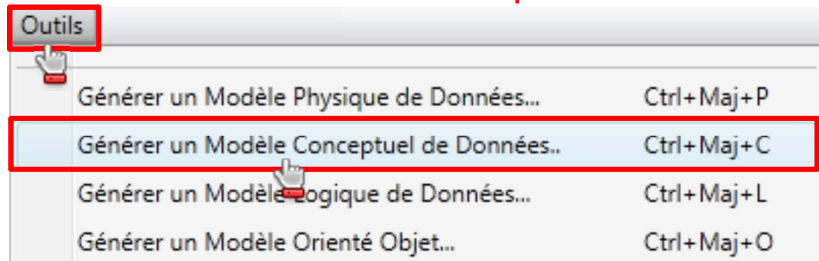 Outils
Générer un Modèle Physique de Données... Ctrl+Maj+P
Générer un Modèle Conceptuel de Données.. Ctrl+Maj+C
Générer un Modèle Logique de Données... Ctrl+Maj+L
Générer un Modèle Orienté Objet... Ctrl+Maj+O